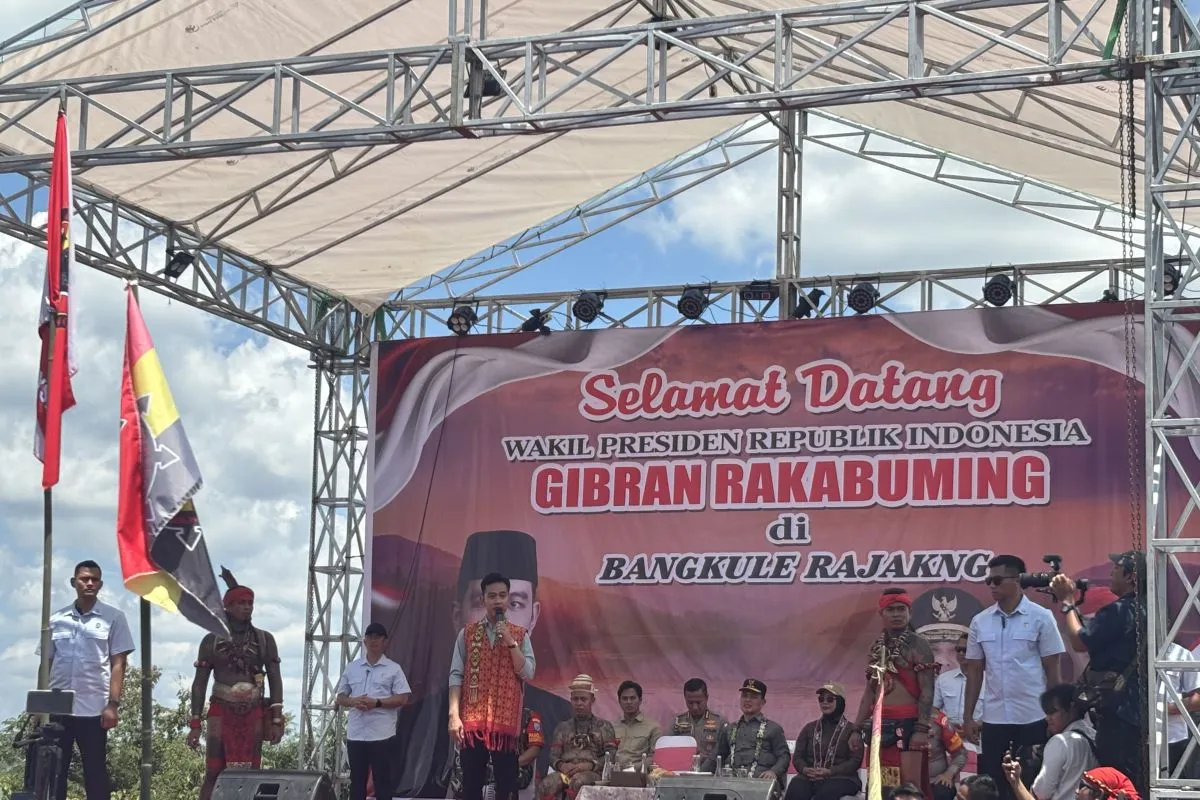 Selamat Datang
WAKIL PRESIDEN REPUBLIK INDONESIA
GIBRAN RAKABUMING
di
BANGKULE RAJAKNG